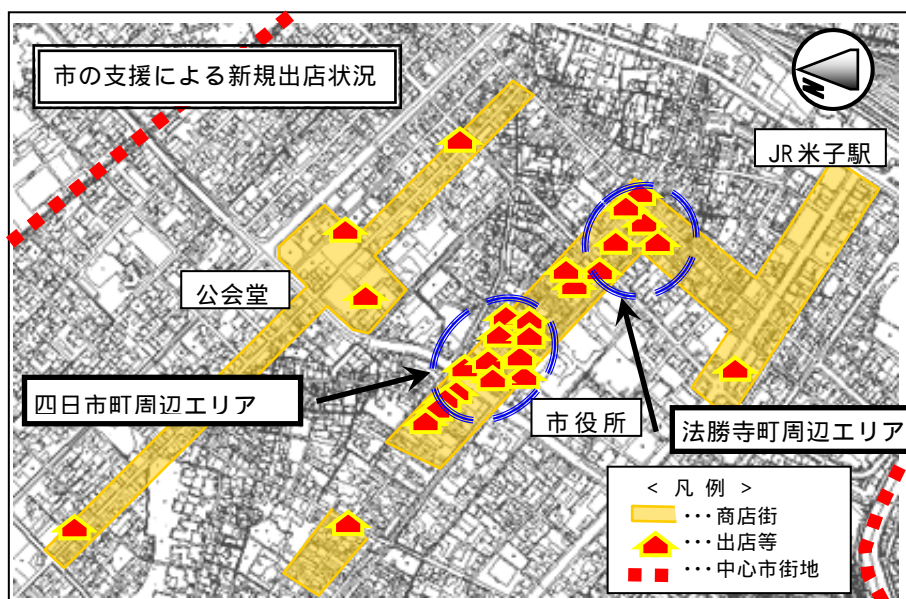 市の支援による新規出店状況
N
JR米子駅
公会堂
四日市町周辺エリア
市役所
法勝寺町周辺エリア
< 凡 例 >
･･･商店街
･･･出店等
･･･中心市街地